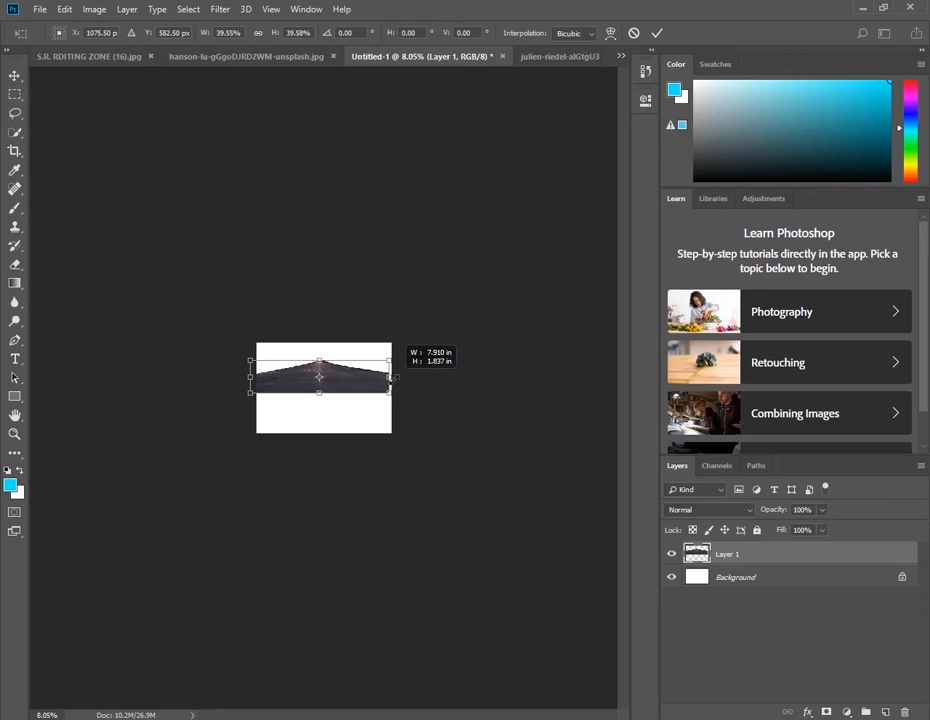 File Edit Image Layer Type Select Filter 3D View Window Help
X: 1075.50 px Y: 582.50 px W: 39.55% H: 39.58% 0.00 ° H: 0.00 ° V: 0.00 ° Interpolation: Bicubic
S.R. RDITING ZONE (16).jpg × hanson-lu-gGgoDJRD2WM-unsplash.jpg × Untitled-1 @ 8.05% (Layer 1, RGB/8) * × julien-riedel-aIGtgU3
Color Swatches
W : 7.910 in
H : 1.837 in
Learn Libraries Adjustments
Learn Photoshop
Step-by-step tutorials directly in the app. Pick a
topic below to begin.
Photography
Retouching
Combining Images
Layers Channels Paths
Kind
Normal Opacity: 100%
Lock: Fill: 100%
Layer 1
Background
8.05% Doc: 10.2M/26.9M